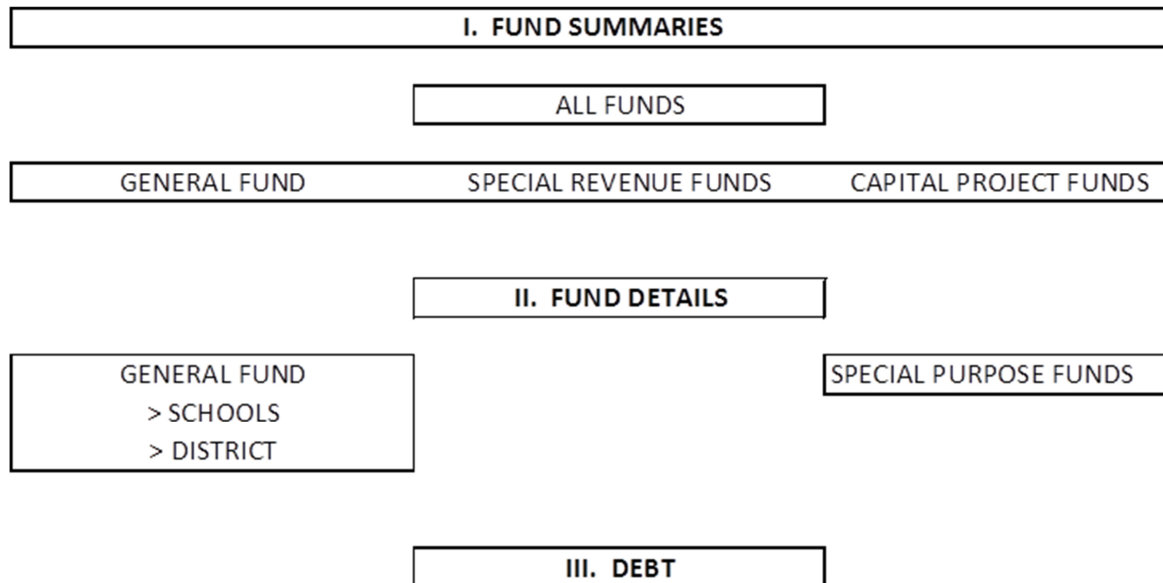 I. FUND SUMMARIES
ALL FUNDS
GENERAL FUND SPECIAL REVENUE FUNDS CAPITAL PROJECT FUNDS
II. FUND DETAILS
GENERAL FUND SPECIAL PURPOSE FUNDS
> SCHOOLS
> DISTRICT
III. DEBT